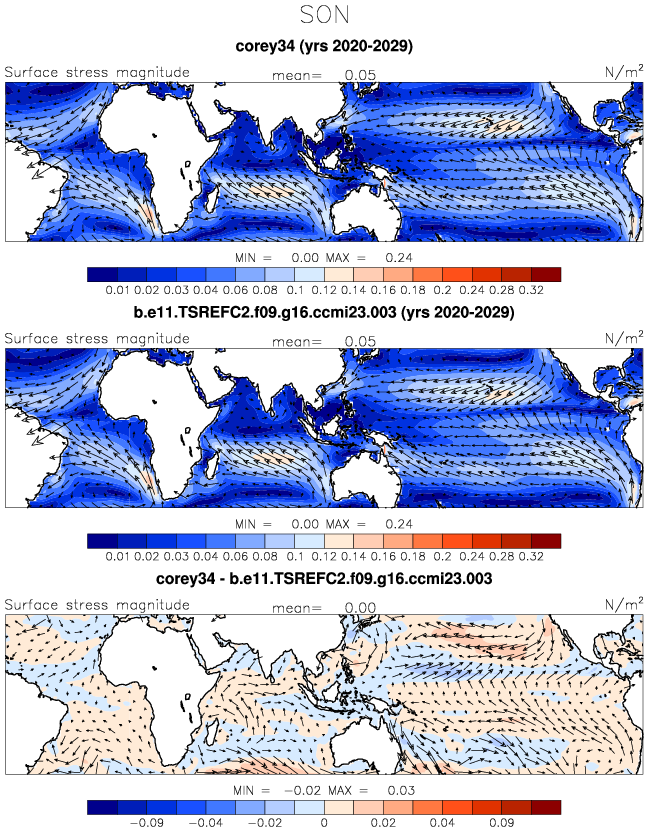 SON
corey34 (yrs 2020-2029)
Surface stress magnitude mean= 0.05 N/m²
MIN = 0.00 MAX = 0.24
0.01 0.02 0.03 0.04 0.06 0.08 0.1 0.12 0.14 0.16 0.18 0.2 0.24 0.28 0.32
b.e11.TSREFC2.f09.g16.ccmi23.003 (yrs 2020-2029)
Surface stress magnitude mean= 0.05 N/m²
MIN = 0.00 MAX = 0.24
0.01 0.02 0.03 0.04 0.06 0.08 0.1 0.12 0.14 0.16 0.18 0.2 0.24 0.28 0.32
corey34 - b.e11.TSREFC2.f09.g16.ccmi23.003
Surface stress magnitude mean= 0.00 N/m²
MIN = -0.02 MAX = 0.03
-0.09 -0.04 -0.02 0 0.02 0.04 0.09